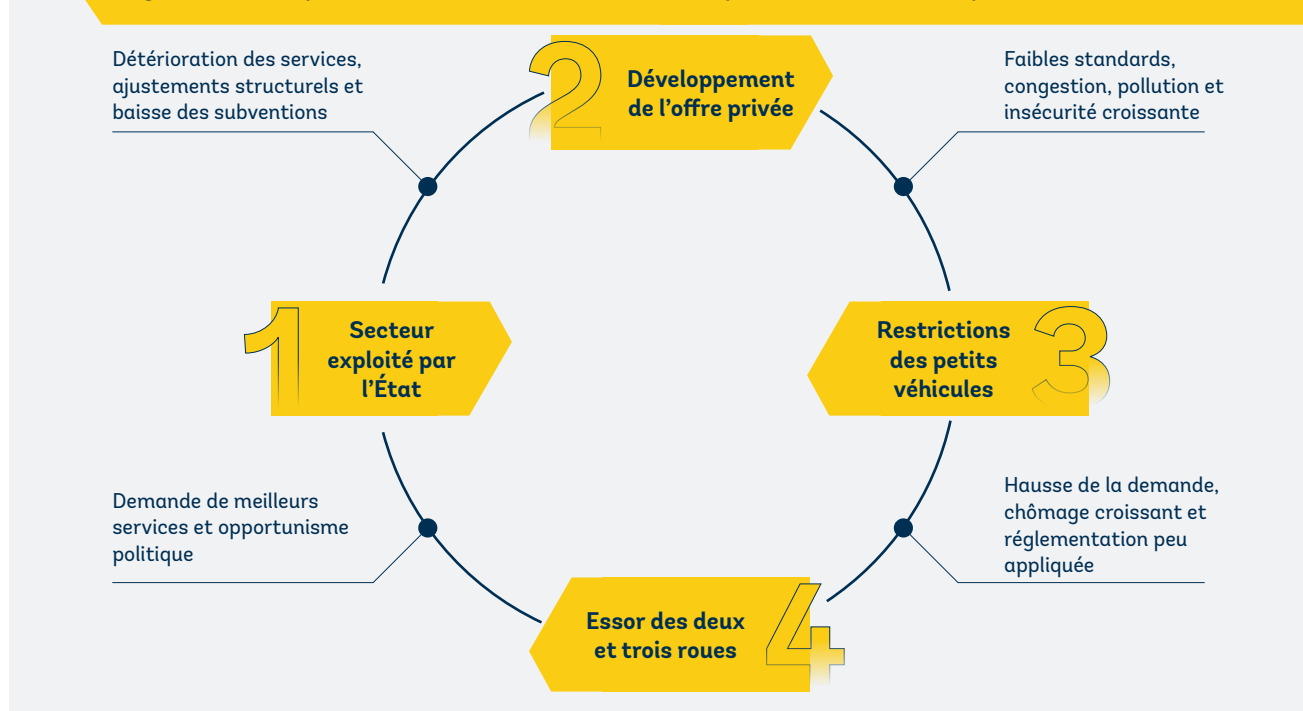 Détérioration des services,
ajustements structurels et
baisse des subventions
2
Développement
de l’offre privée
Faibles standards,
congestion, pollution et
insécurité croissante
1
Secteur
exploité par
l’État
Restrictions
des petits
véhicules
3
Demande de meilleurs
services et opportunisme
politique
Hausse de la demande,
chômage croissant et
réglementation peu
appliquée
Essor des deux
et trois roues
4